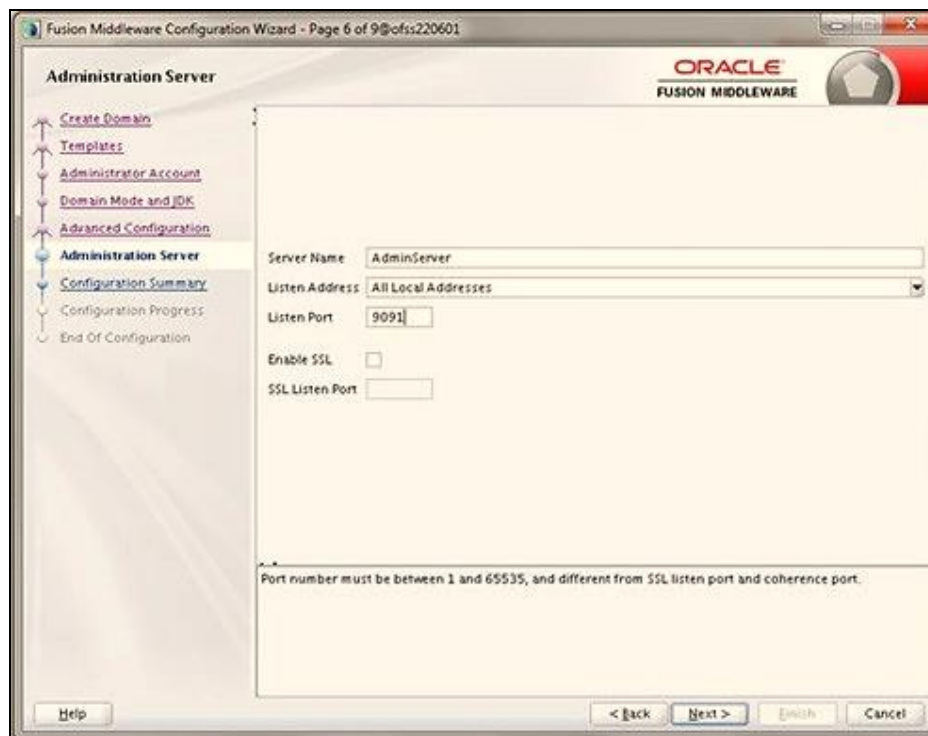 Fusion Middleware Configuration Wizard - Page 6 of 9@ofss220601
Administration Server
ORACLE
FUSION MIDDLEWARE
Create Domain
Templates
Administrator Account
Domain Mode and JDK
Advanced Configuration
Administration Server
Configuration Summary
Configuration Progress
End Of Configuration
Server Name AdminServer
Listen Address All Local Addresses
Listen Port 9091
Enable SSL
SSL Listen Port
Port number must be between 1 and 65535, and different from SSL listen port and coherence port.
Help < Back Next > Finish Cancel